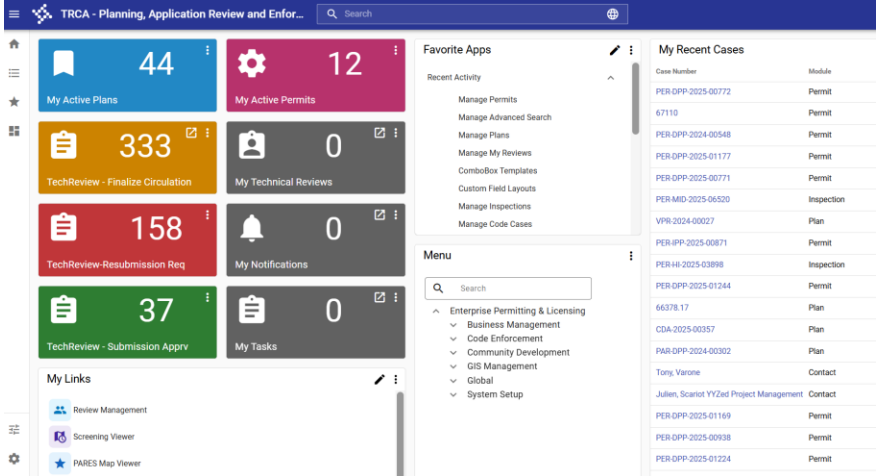 TRCA - Planning, Application Review and Enfor...
Search
44
My Active Plans
12
My Active Permits
333
TechReview - Finalize Circulation
0
My Technical Reviews
158
TechReview-Resubmission Req
0
My Notifications
37
TechReview - Submission Apprv
0
My Tasks
My Links
Review Management
Screening Viewer
PARES Map Viewer
Favorite Apps
Recent Activity
Manage Permits
Manage Advanced Search
Manage Plans
Manage My Reviews
ComboBox Templates
Custom Field Layouts
Manage Inspections
Manage Code Cases
Menu
Search
Enterprise Permitting & Licensing
Business Management
Code Enforcement
Community Development
GIS Management
Global
System Setup
My Recent Cases
Case Number Module
PER-DPP-2025-00772 Permit
67110 Permit
PER-DPP-2024-00548 Permit
PER-DPP-2025-01177 Permit
PER-DPP-2025-00771 Permit
PER-MID-2025-06520 Inspection
VPR-2024-00027 Plan
PER-IPP-2025-00871 Permit
PER-HI-2025-03898 Inspection
PER-DPP-2025-01244 Permit
66378.17 Plan
CDA-2025-00357 Plan
PAR-DPP-2024-00302 Plan
Tony, Varone Contact
Julien, Scarlot YYZed Project Management Contact
PER-DPP-2025-01169 Permit
PER-DPP-2025-00938 Permit
PER-DPP-2025-01224 Permit